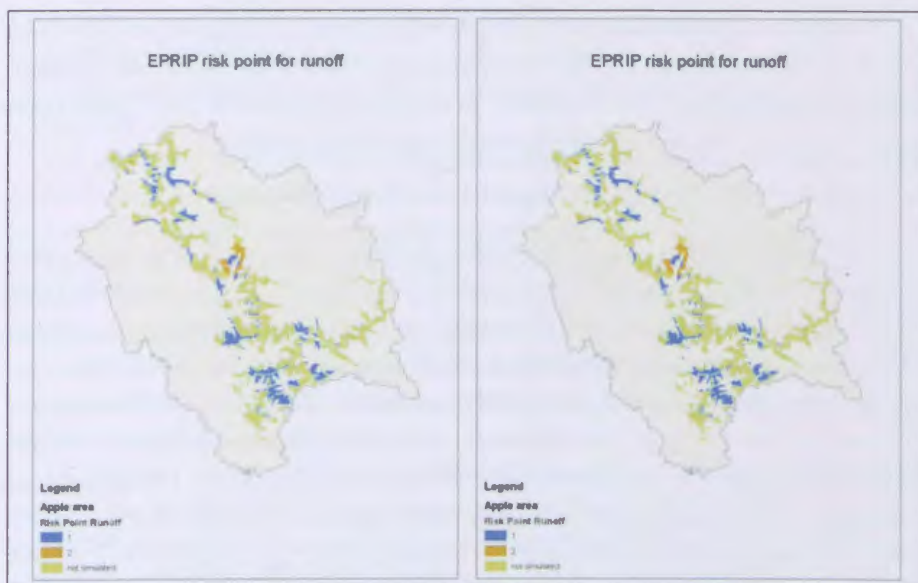 EPRIP risk point for runoff
Legend
Apple area
Risk Point Runoff
1
2
not simulated
EPRIP risk point for runoff
Legend
Apple area
Risk Point Runoff
1
2
not simulated